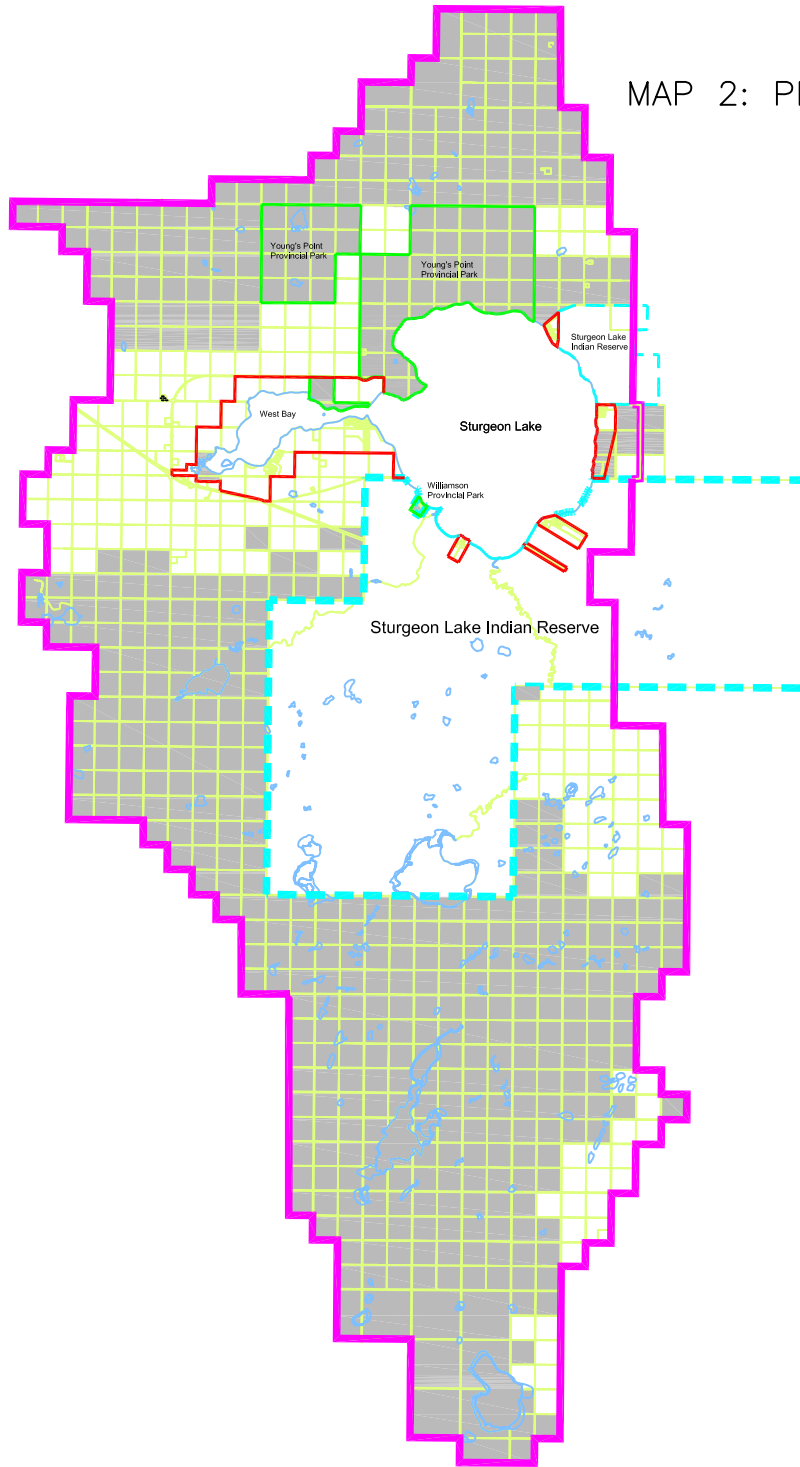 MAP 2: P
Young's Point
Provincial Park
Young's Point
Provincial Park
Sturgeon Lake
Indian Reserve
West Bay
Sturgeon Lake
Williamson
Provincial Park
Sturgeon Lake Indian Reserve